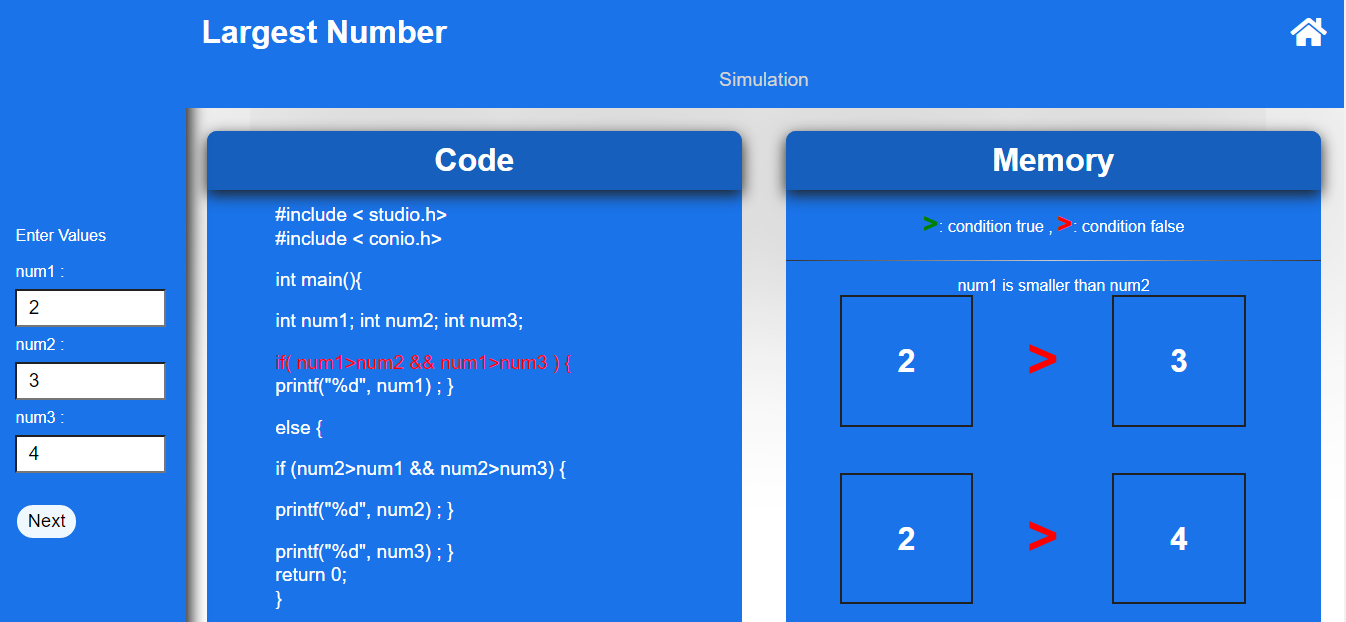 Largest Number
Simulation
Enter Values
num1 :
2
num2 :
3
num3 :
4
Next
Code
#include < studio.h>
#include < conio.h>
int main(){
int num1; int num2; int num3;
if( num1>num2 && num1>num3 ) {
printf("%d", num1) ; }
else {
if (num2>num1 && num2>num3) {
printf("%d", num2) ; }
printf("%d", num3) ; }
return 0;
}
Memory
>: condition true , >: condition false
num1 is smaller than num2
2 > 3
2 > 4